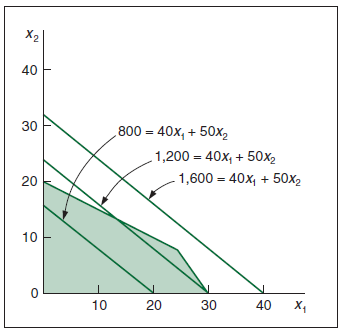 x₂
40
30
20
10
0
800 = 40x₁ + 50x₂
1,200 = 40x₁ + 50x₂
1,600 = 40x₁ + 50x₂
10 20 30 40 x₁